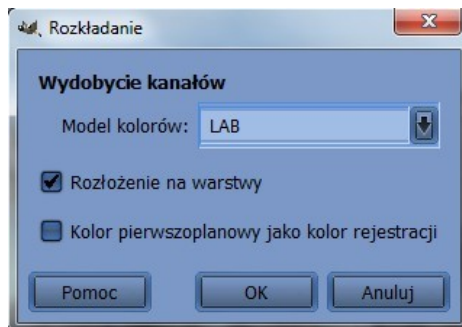 Rozkładanie
Wydobycie kanałów
Model kolorów: LAB
Rozłożenie na warstwy
Kolor pierwszoplanowy jako kolor rejestracji
Pomoc OK Anuluj